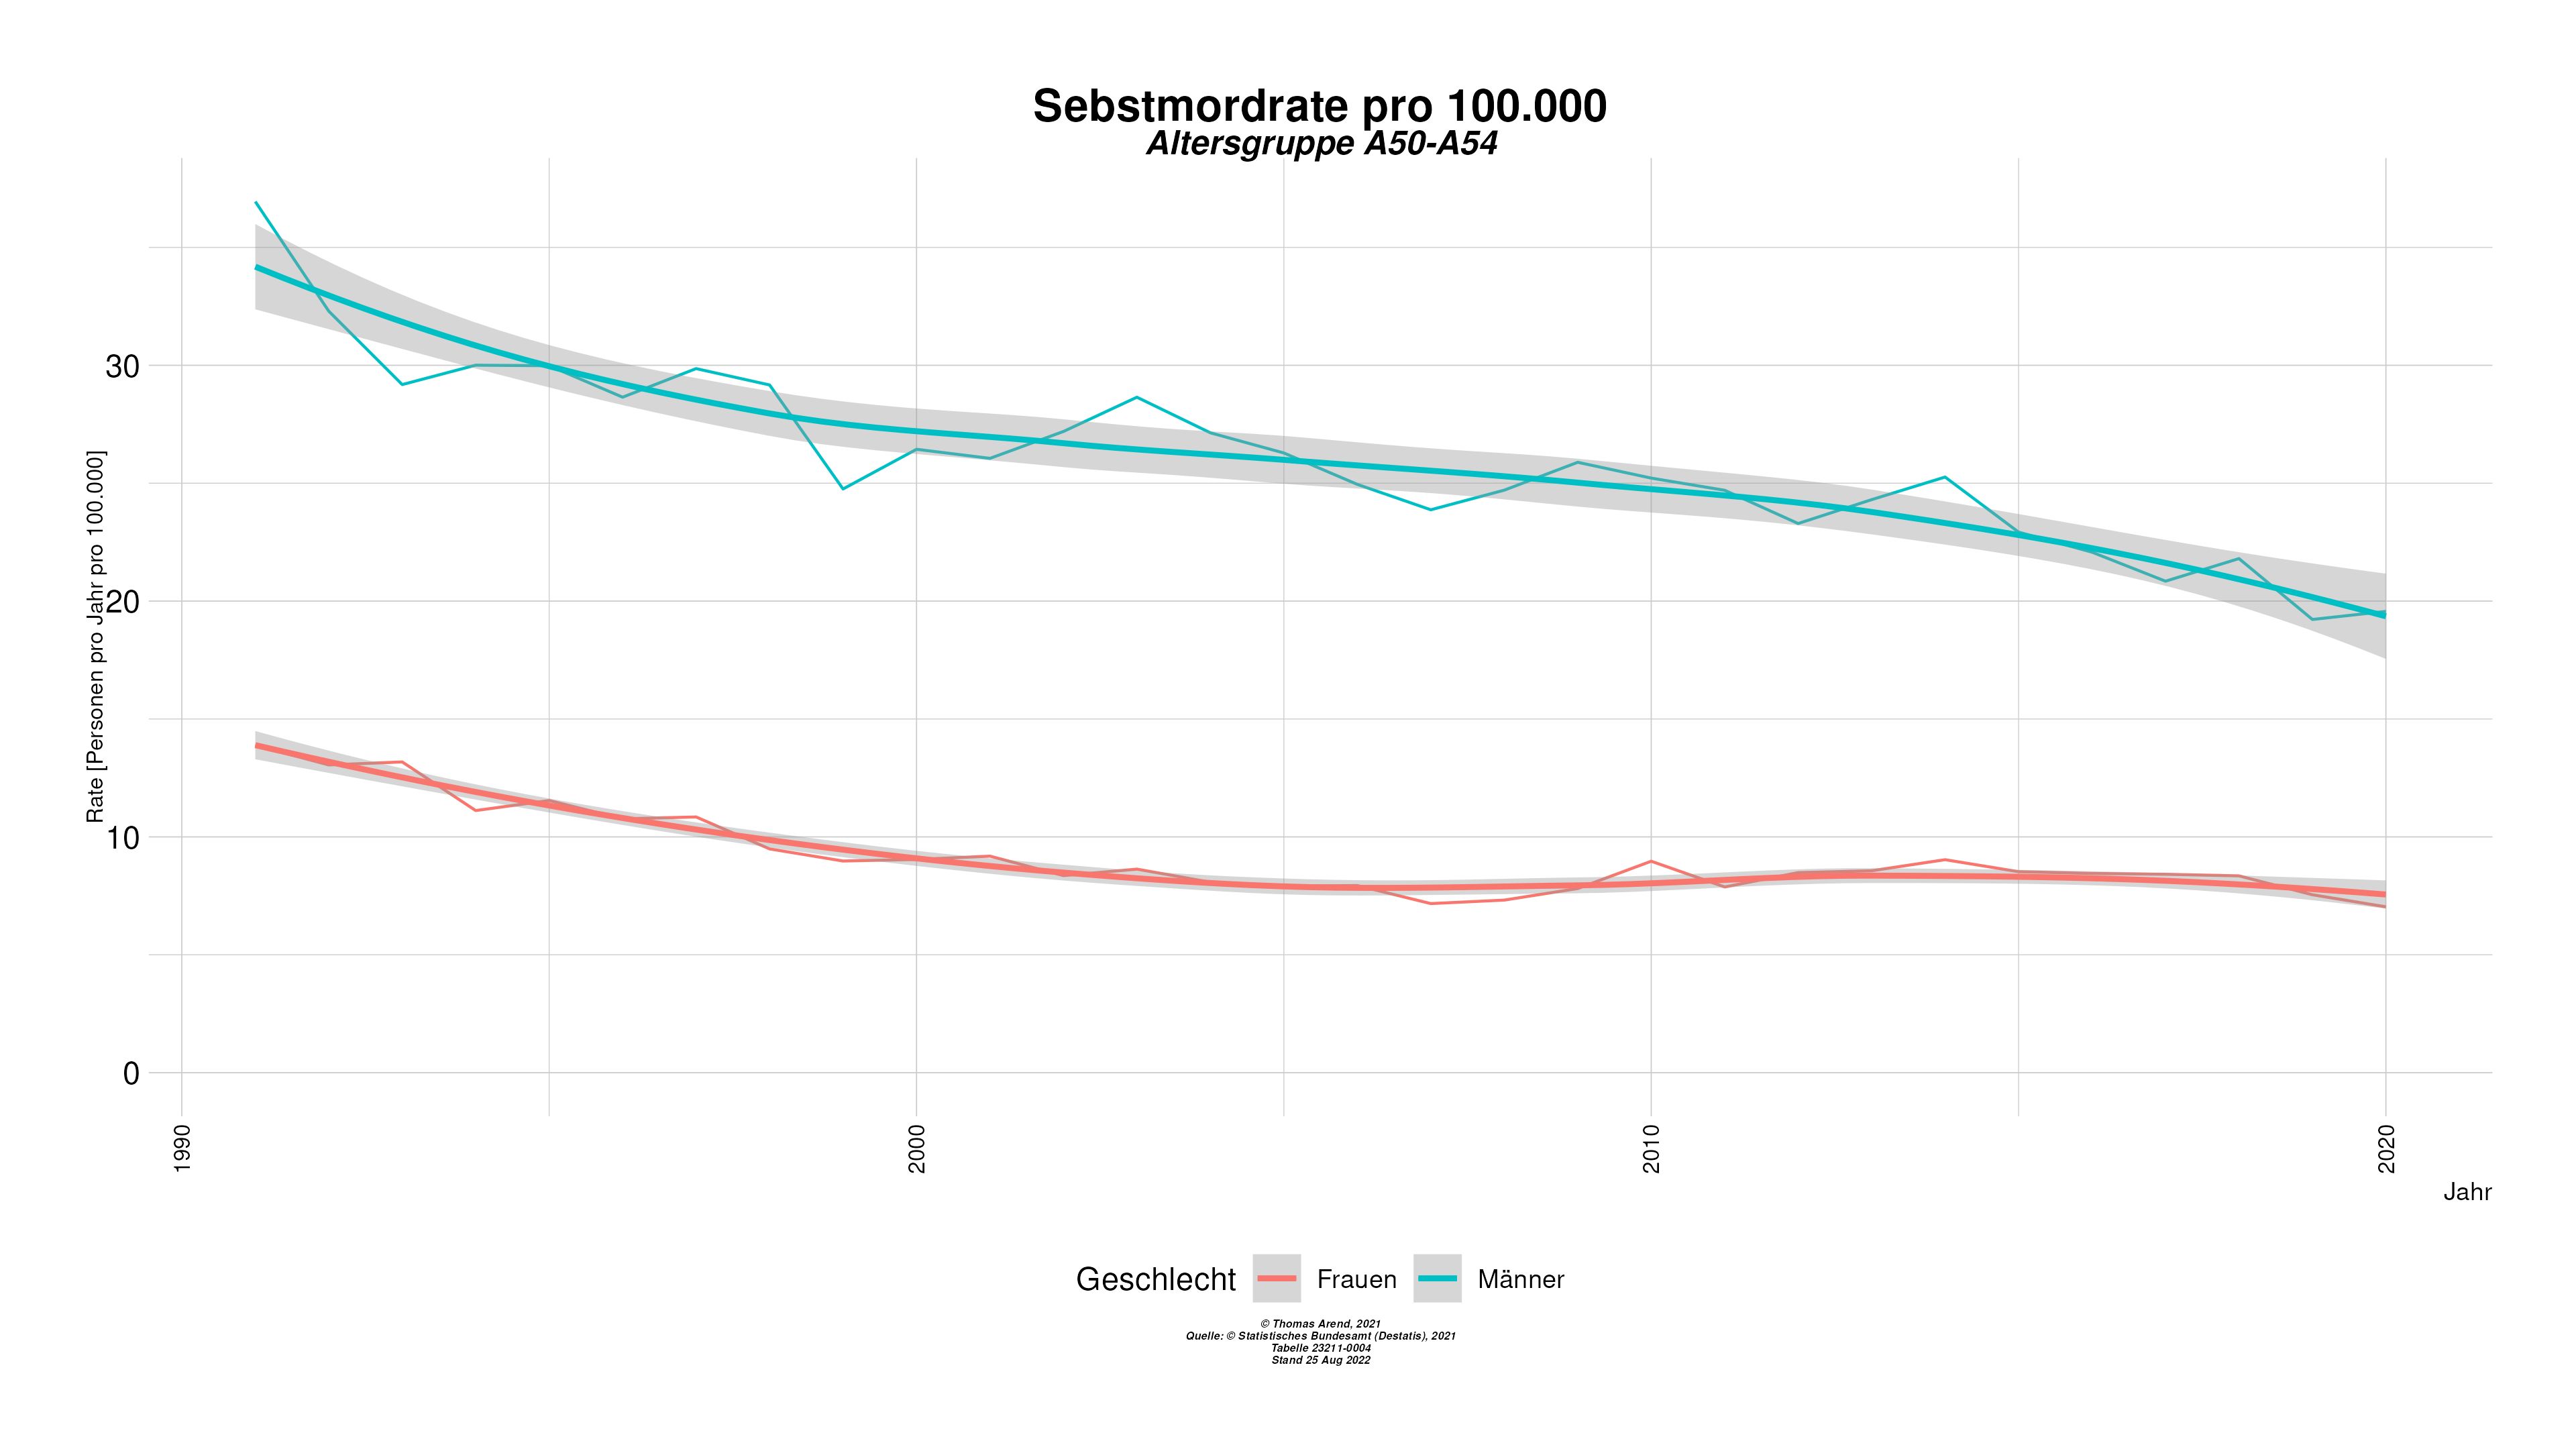 Sebstmordrate pro 100.000
Altersgruppe A50-A54
Rate [Personen pro Jahr pro 100.000]
30
20
10
0
1990
2000
2010
2020
Jahr
Geschlecht Frauen Männer
© Thomas Arend, 2021
Quelle: © Statistisches Bundesamt (Destatis), 2021
Tabelle 23211-0004
Stand 25 Aug 2022